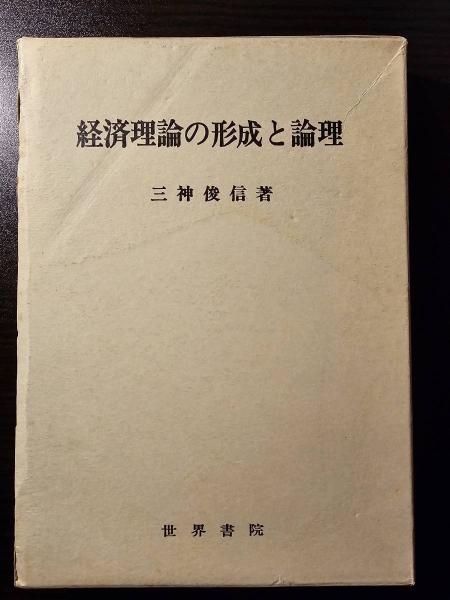 経済理論の形成と論理
三神俊信著
世界書院